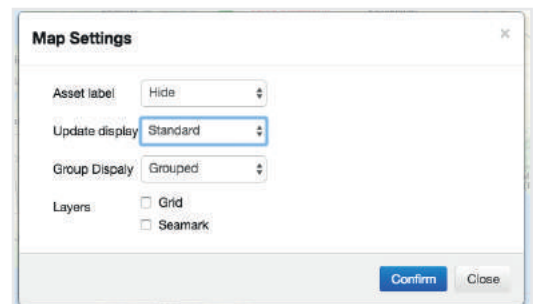 Map Settings ×
Asset label Hide
Update display Standard
Group Dispaly Grouped
Layers Grid
Seamark
Confirm Close